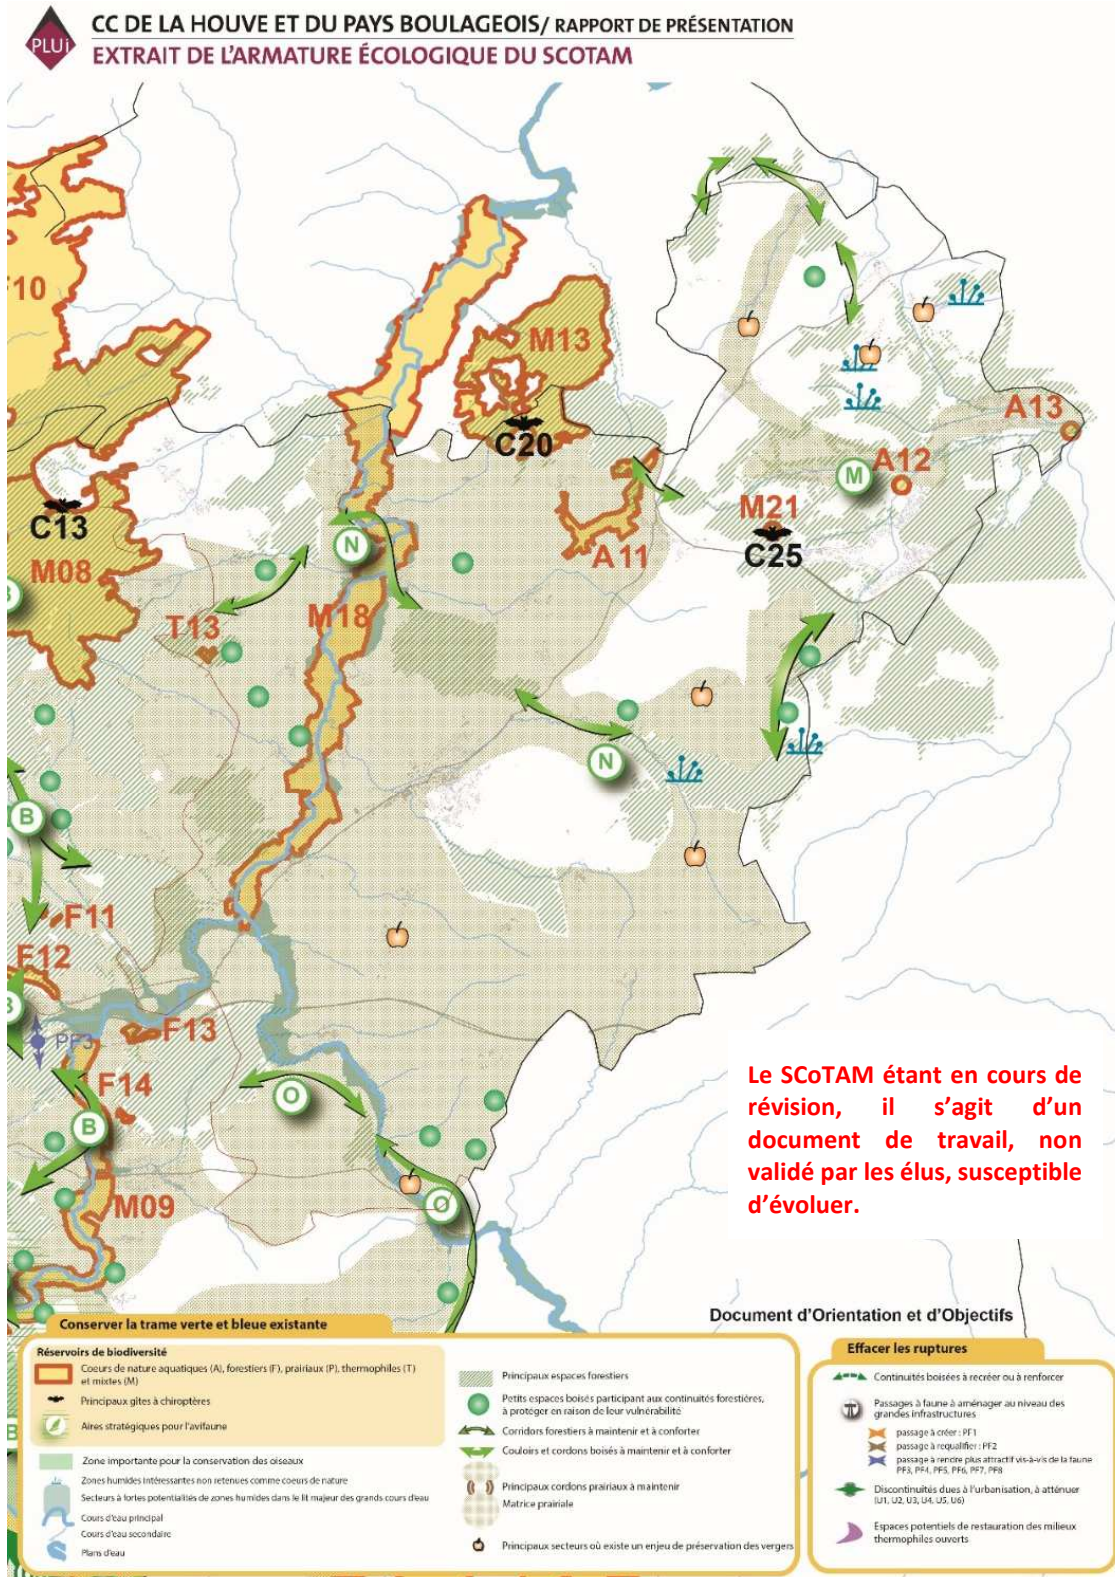 PLUi
CC DE LA HOUVE ET DU PAYS BOULAGEOIS/ RAPPORT DE PRÉSENTATION
EXTRAIT DE L'ARMATURE ÉCOLOGIQUE DU SCOTAM
10
M13
A13
C20
A12
M
C13
M21
N
A11
C25
M08
T13
M18
N
B
F11
F12
F13
PF3
F14
O
B
M09
O
Le SCoTAM étant en cours de
révision, il s'agit d'un
document de travail, non
validé par les élus, susceptible
d'évoluer.
Document d'Orientation et d'Objectifs
Conserver la trame verte et bleue existante
Réservoirs de biodiversité
Coeurs de nature aquatiques (A), forestiers (F), prairiaux (P), thermophiles (T)
et mixtes (M)
Principaux gîtes à chiroptères
Aires stratégiques pour l'avifaune
Zone importante pour la conservation des oiseaux
Zones humides intéressantes non retenues comme coeurs de nature
Secteurs à fortes potentialités de zones humides dans le lit majeur des grands cours d'eau
Cours d'eau principal
Cours d'eau secondaire
Plans d'eau
Principaux espaces forestiers
Petits espaces boisés participant aux continuités forestières,
à protéger en raison de leur vulnérabilité
Corridors forestiers à maintenir et à conforter
Couloirs et cordons boisés à maintenir et à conforter
Principaux cordons prairiaux à maintenir
Matrice prairiale
Principaux secteurs où existe un enjeu de préservation des vergers
Effacer les ruptures
Continuités boisées à recréer ou à renforcer
Passages à faune à aménager au niveau des
grandes infrastructures
passage à créer : PF1
passage à requalifier : PF2
passage à rendre plus attractif vis-à-vis de la faune
PF3, PF4, PF5, PF6, PF7, PF8
Discontinuités dues à l'urbanisation, à atténuer
(U1, U2, U3, U4, U5, U6)
Espaces potentiels de restauration des milieux
thermophiles ouverts